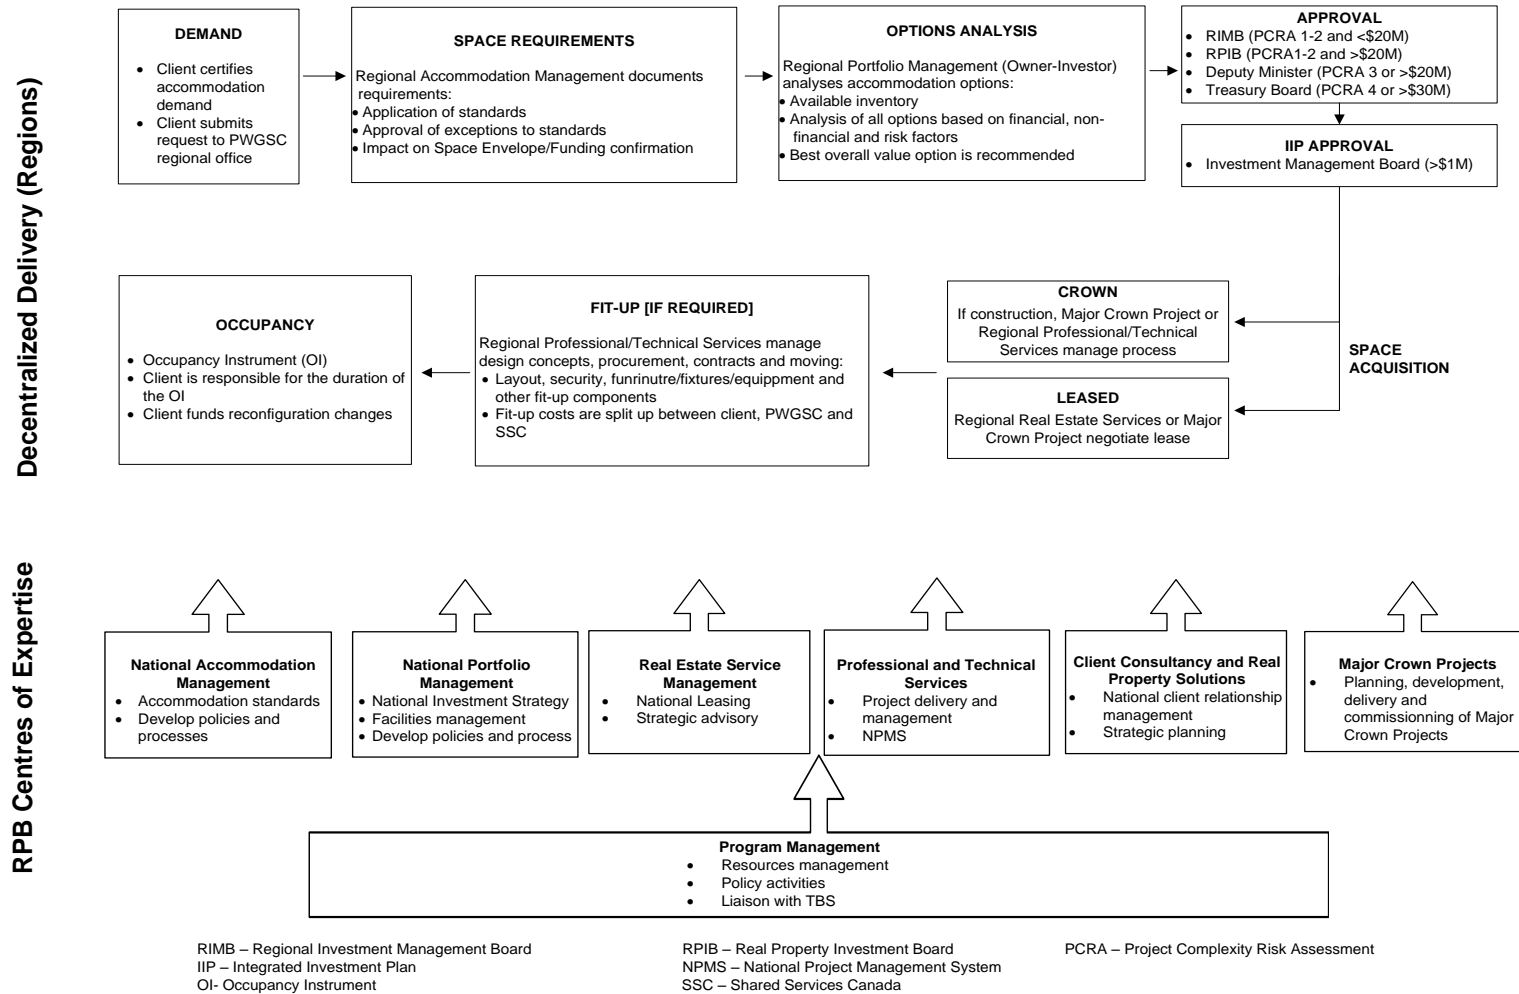 Decentralized Delivery (Regions)
DEMAND
• Client certifies
accommodation
demand
• Client submits
request to PWGSC
regional office
SPACE REQUIREMENTS
Regional Accommodation Management documents
requirements:
• Application of standards
• Approval of exceptions to standards
• Impact on Space Envelope/Funding confirmation
OPTIONS ANALYSIS
Regional Portfolio Management (Owner-Investor)
analyses accommodation options:
• Available inventory
• Analysis of all options based on financial, non-
financial and risk factors
• Best overall value option is recommended
APPROVAL
• RIMB (PCRA 1-2 and <$20M)
• RPIB (PCRA1-2 and >$20M)
• Deputy Minister (PCRA 3 or >$20M)
• Treasury Board (PCRA 4 or >$30M)
IIP APPROVAL
• Investment Management Board (>$1M)
SPACE
ACQUISITION
CROWN
If construction, Major Crown Project or
Regional Professional/Technical
Services manage process
LEASED
Regional Real Estate Services or Major
Crown Project negotiate lease
FIT-UP [IF REQUIRED]
Regional Professional/Technical Services manage
design concepts, procurement, contracts and moving:
• Layout, security, funrinutre/fixtures/equippment and
other fit-up components
• Fit-up costs are split up between client, PWGSC and
SSC
OCCUPANCY
• Occupancy Instrument (OI)
• Client is responsible for the duration of
the OI
• Client funds reconfiguration changes
RPB Centres of Expertise
National Accommodation
Management
• Accommodation standards
• Develop policies and
processes
National Portfolio
Management
• National Investment Strategy
• Facilities management
• Develop policies and process
Real Estate Service
Management
• National Leasing
• Strategic advisory
Professional and Technical
Services
• Project delivery and
management
• NPMS
Client Consultancy and Real
Property Solutions
• National client relationship
management
• Strategic planning
Major Crown Projects
• Planning, development,
delivery and
commissionning of Major
Crown Projects
Program Management
• Resources management
• Policy activities
• Liaison with TBS
RIMB – Regional Investment Management Board
IIP – Integrated Investment Plan
OI- Occupancy Instrument
RPIB – Real Property Investment Board
NPMS – National Project Management System
SSC – Shared Services Canada
PCRA – Project Complexity Risk Assessment